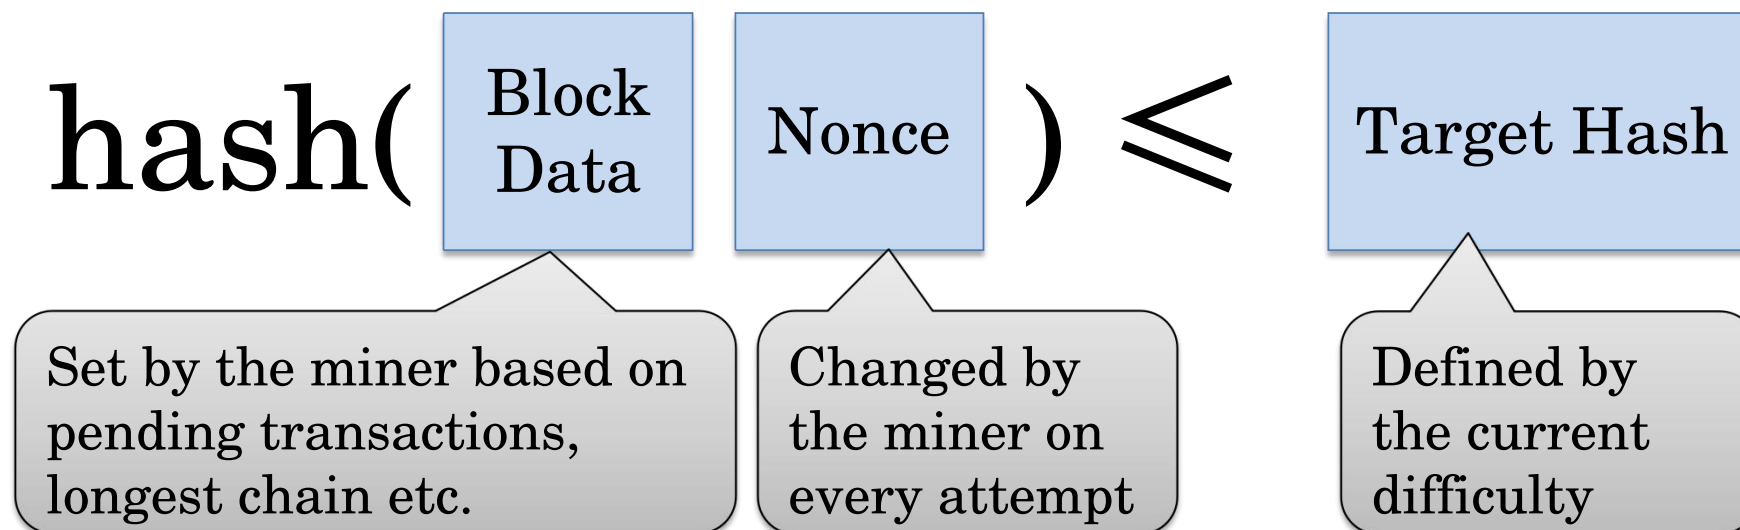 hash( Block Data Nonce ) ⩽ Target Hash
Set by the miner based on
pending transactions,
longest chain etc.
Changed by
the miner on
every attempt
Defined by
the current
difficulty